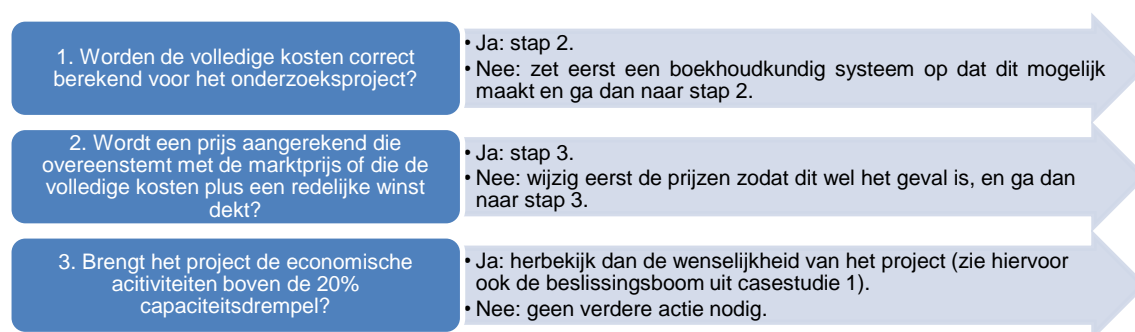 1. Worden de volledige kosten correct
berekend voor het onderzoeksproject?
• Ja: stap 2.
• Nee: zet eerst een boekhoudkundig systeem op dat dit mogelijk
maakt en ga dan naar stap 2.
2. Wordt een prijs aangerekend die
overeenstemt met de marktprijs of die de
volledige kosten plus een redelijke winst
dekt?
• Ja: stap 3.
• Nee: wijzig eerst de prijzen zodat dit wel het geval is, en ga dan
naar stap 3.
3. Brengt het project de economische
acitiviteiten boven de 20%
capaciteitsdrempel?
• Ja: herbekijk dan de wenselijkheid van het project (zie hiervoor
ook de beslissingsboom uit casestudie 1).
• Nee: geen verdere actie nodig.